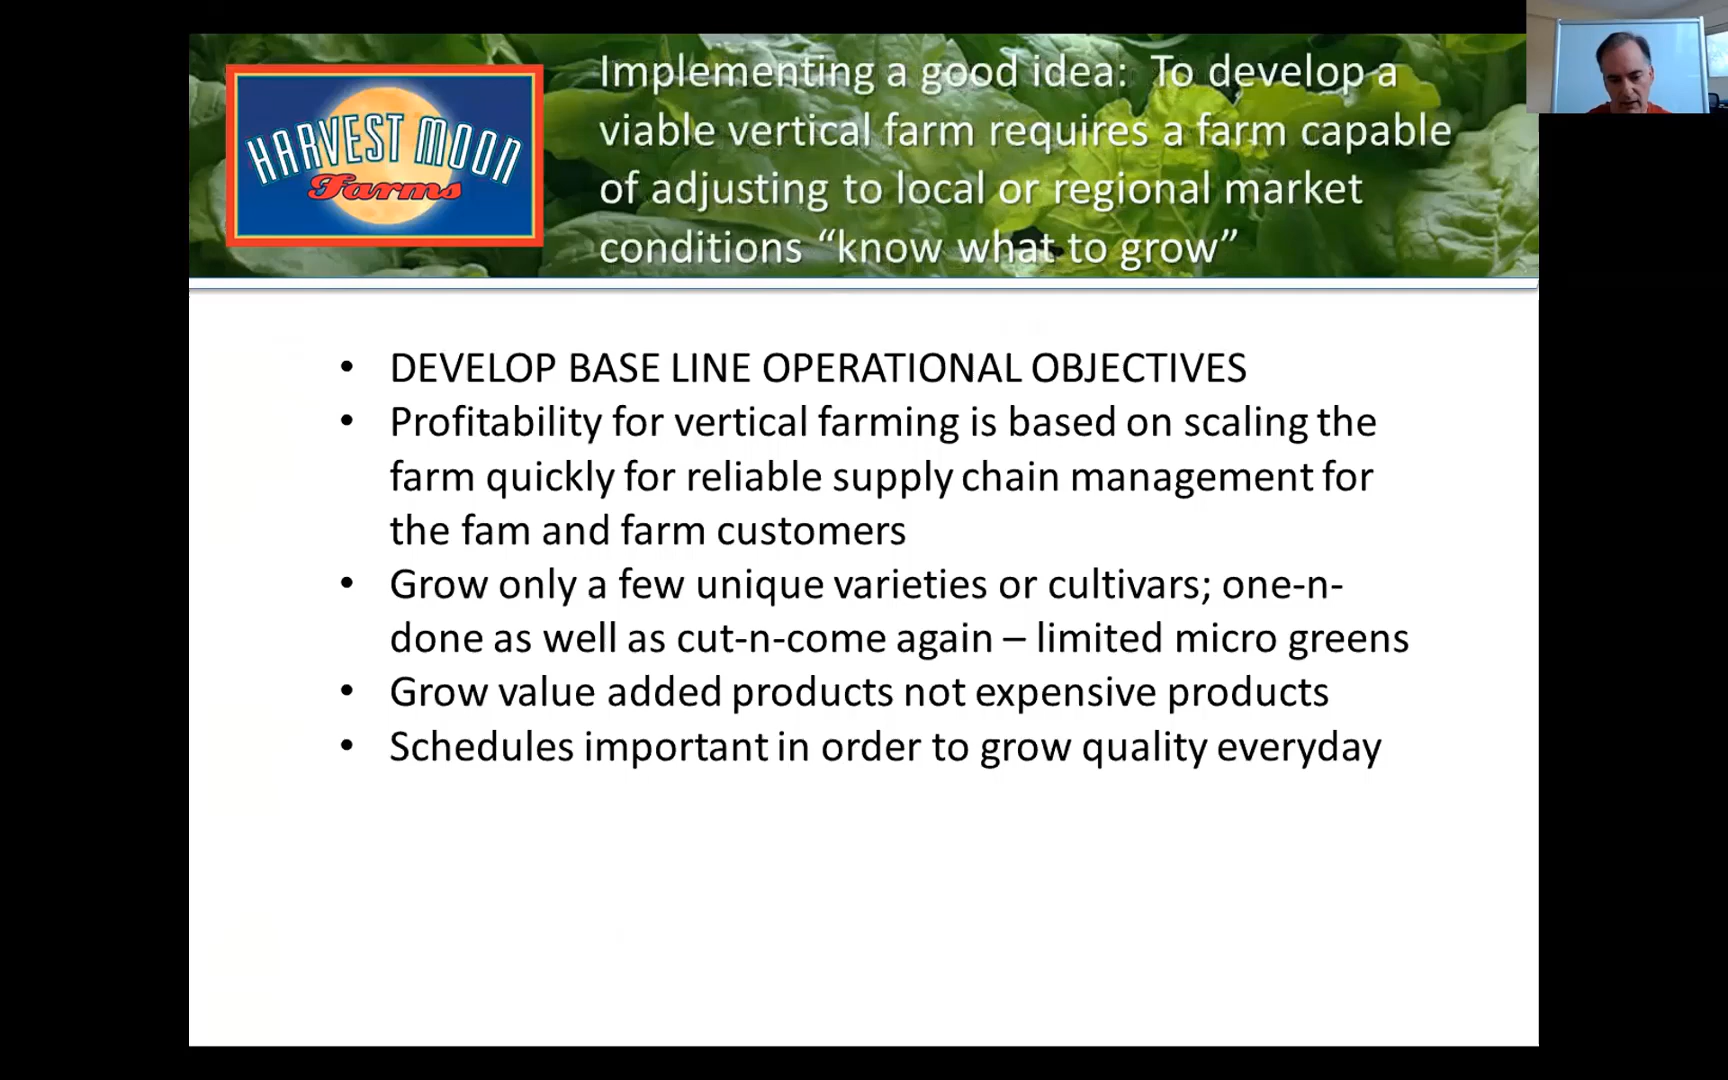 HARVEST MOON
Farms
Implementing a good idea:  To develop a
viable vertical farm requires a farm capable
of adjusting to local or regional market
conditions “know what to grow”
• DEVELOP BASE LINE OPERATIONAL OBJECTIVES
• Profitability for vertical farming is based on scaling the
farm quickly for reliable supply chain management for
the fam and farm customers
• Grow only a few unique varieties or cultivars; one-n-
done as well as cut-n-come again – limited micro greens
• Grow value added products not expensive products
• Schedules important in order to grow quality everyday